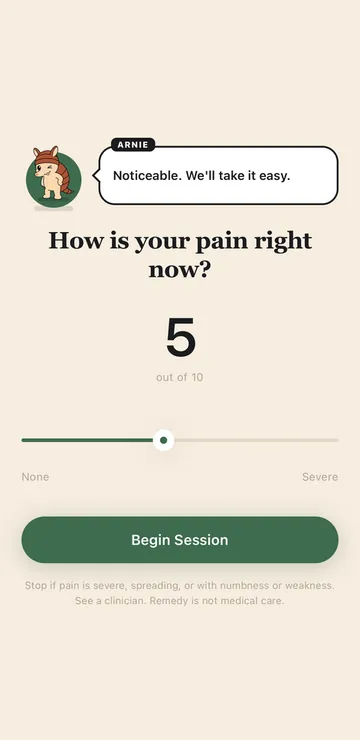 ARNIE
Noticeable. We'll take it easy.
How is your pain right
now?
5
out of 10
None
Severe
Begin Session
Stop if pain is severe, spreading, or with numbness or weakness.
See a clinician. Remedy is not medical care.